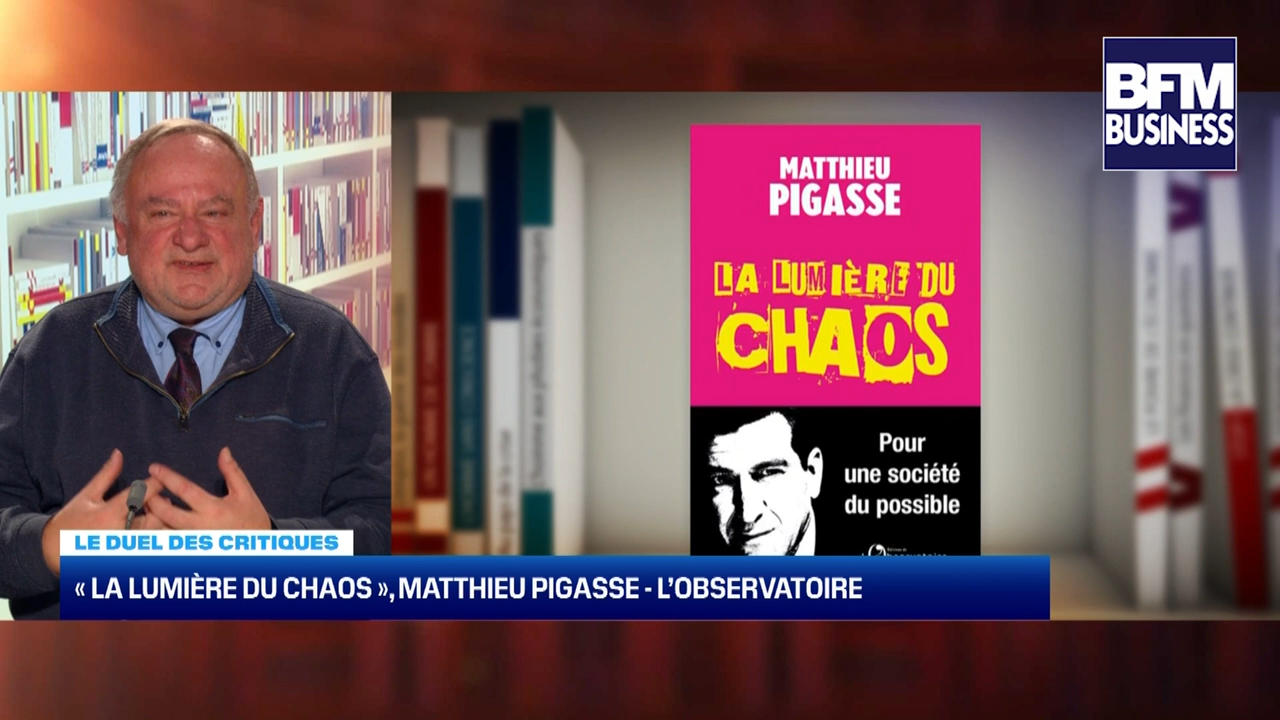 BFM
BUSINESS
MATTHIEU
PIGASSE
LA LUMIÈRE DU
CHAOS
Pour
une société
du possible
LE DUEL DES CRITIQUES
« LA LUMIÈRE DU CHAOS », MATTHIEU PIGASSE - L’OBSERVATOIRE